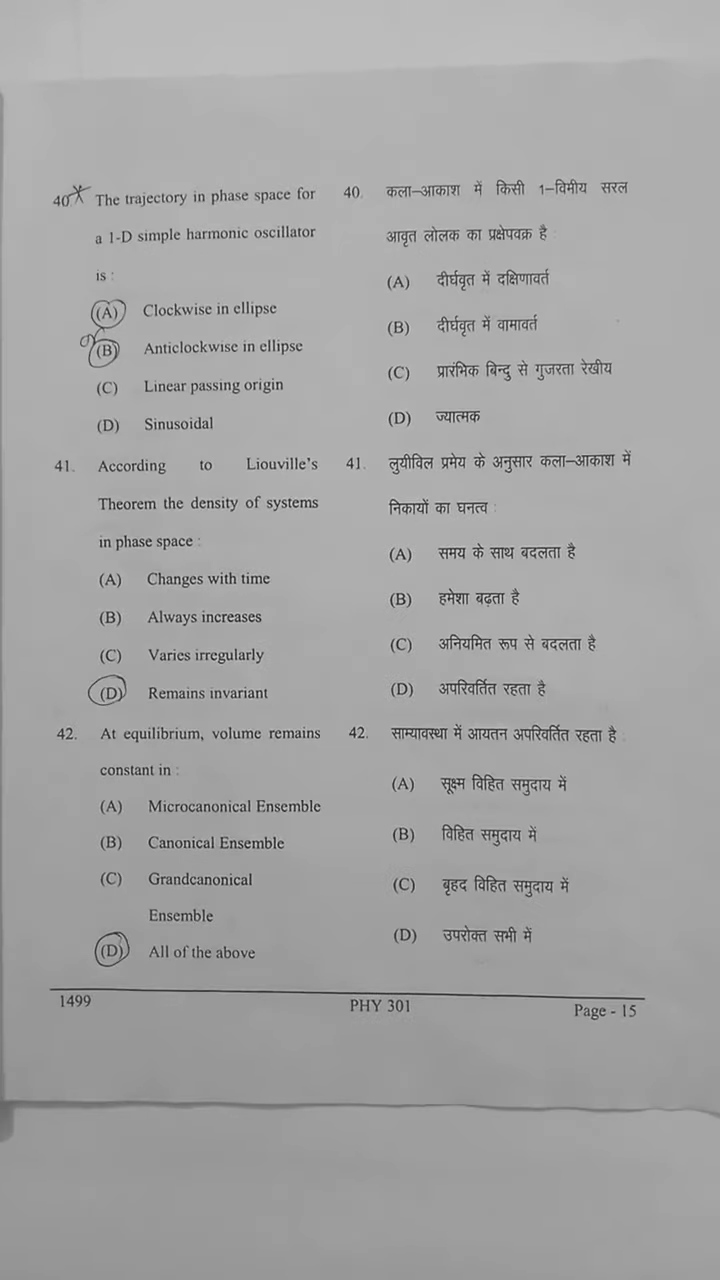 40. The trajectory in phase space for
a 1-D simple harmonic oscillator
is :
(A) Clockwise in ellipse
(B) Anticlockwise in ellipse
(C) Linear passing origin
(D) Sinusoidal
41. According to Liouville's
Theorem the density of systems
in phase space :
(A) Changes with time
(B) Always increases
(C) Varies irregularly
(D) Remains invariant
42. At equilibrium, volume remains
constant in :
(A) Microcanonical Ensemble
(B) Canonical Ensemble
(C) Grandcanonical
Ensemble
(D) All of the above
40. कला–आकाश में किसी 1–विमीय सरल
आवृत लोलक का प्रक्षेपवक्र है :
(A) दीर्घवृत में दक्षिणावर्त
(B) दीर्घवृत में वामावर्त
(C) प्रारंभिक बिन्दु से गुजरता रेखीय
(D) ज्यात्मक
41. लुयीविल प्रमेय के अनुसार कला–आकाश में
निकायों का घनत्व :
(A) समय के साथ बदलता है
(B) हमेशा बढ़ता है
(C) अनियमित रूप से बदलता है
(D) अपरिवर्तित रहता है
42. साम्यावस्था में आयतन अपरिवर्तित रहता है :
(A) सूक्ष्म विहित समुदाय में
(B) विहित समुदाय में
(C) बृहद विहित समुदाय में
(D) उपरोक्त सभी में
1499 PHY 301 Page - 15